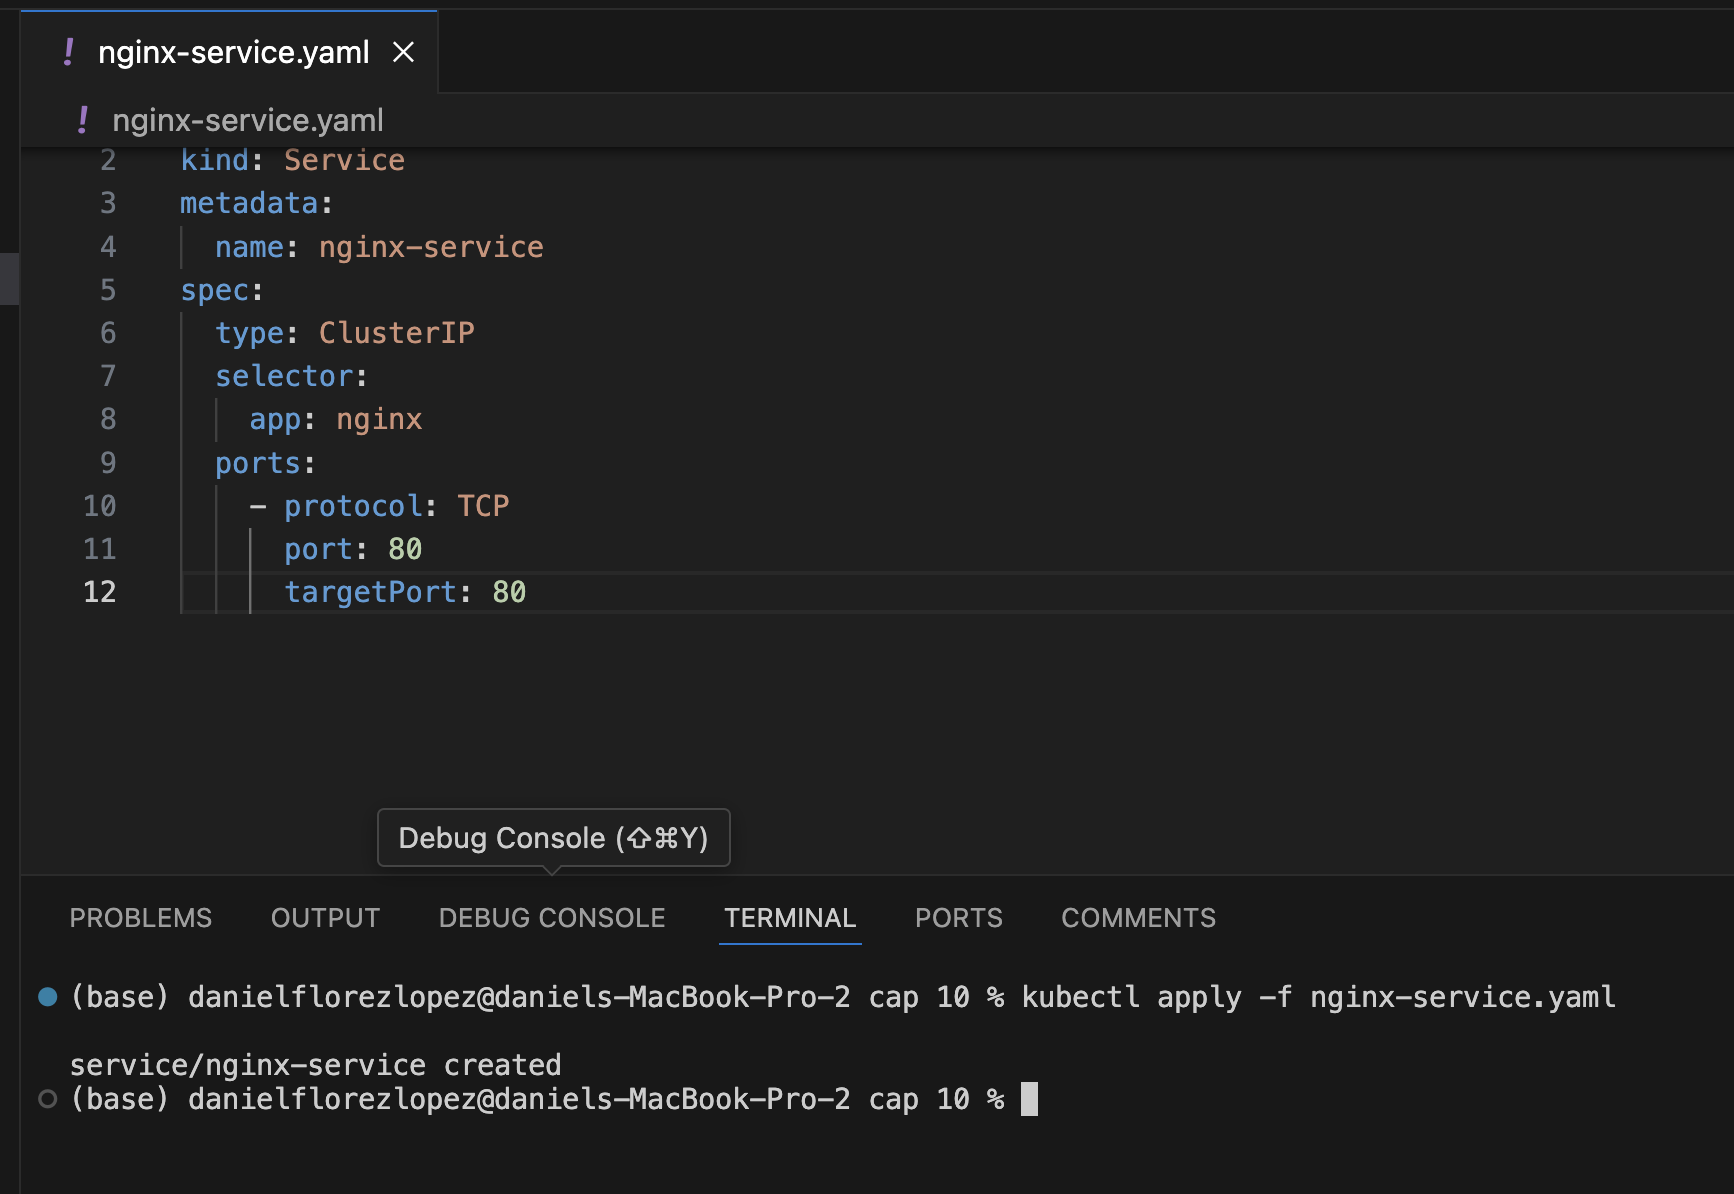 ! nginx-service.yaml ×
! nginx-service.yaml
2 kind: Service
3 metadata:
4   name: nginx-service
5 spec:
6   type: ClusterIP
7   selector:
8     app: nginx
9   ports:
10     - protocol: TCP
11       port: 80
12       targetPort: 80
Debug Console (⇧⌘Y)
PROBLEMS OUTPUT DEBUG CONSOLE TERMINAL PORTS COMMENTS
(base) danielflorezlopez@daniels-MacBook-Pro-2 cap 10 % kubectl apply -f nginx-service.yaml
service/nginx-service created
(base) danielflorezlopez@daniels-MacBook-Pro-2 cap 10 %